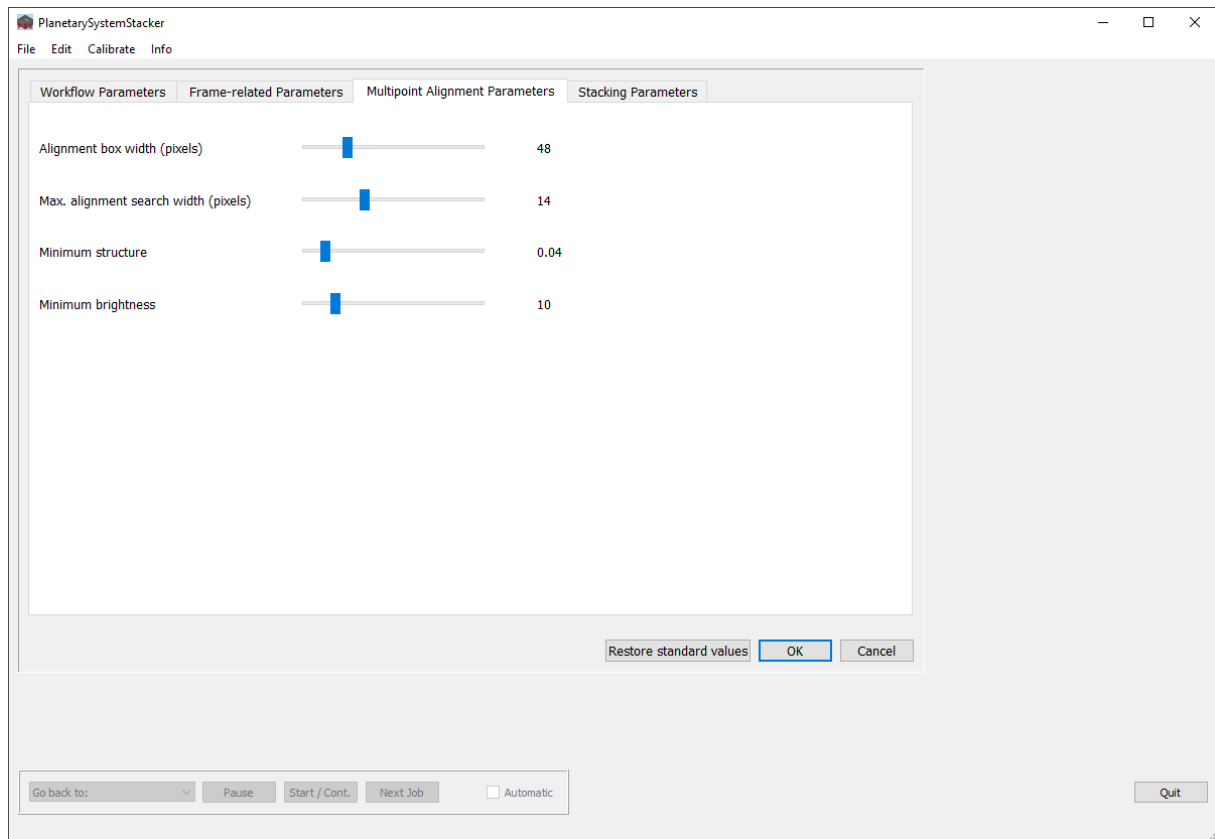 PlanetarySystemStacker
File Edit Calibrate Info
Workflow Parameters Frame-related Parameters Multipoint Alignment Parameters Stacking Parameters
Alignment box width (pixels) 48
Max. alignment search width (pixels) 14
Minimum structure 0.04
Minimum brightness 10
Restore standard values OK Cancel
Go back to: Pause Start / Cont. Next Job Automatic Quit